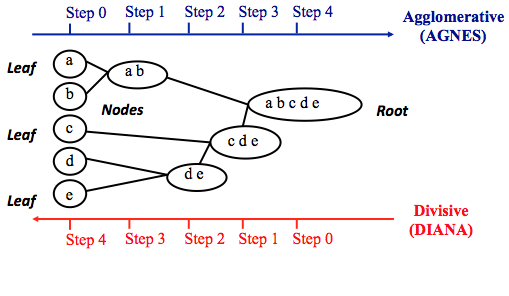 Step 0 Step 1 Step 2 Step 3 Step 4
Agglomerative
(AGNES)
Leaf
a
a b
b
Nodes
a b c d e
Root
Leaf
c
c d e
d
d e
Leaf
e
Divisive
(DIANA)
Step 4 Step 3 Step 2 Step 1 Step 0